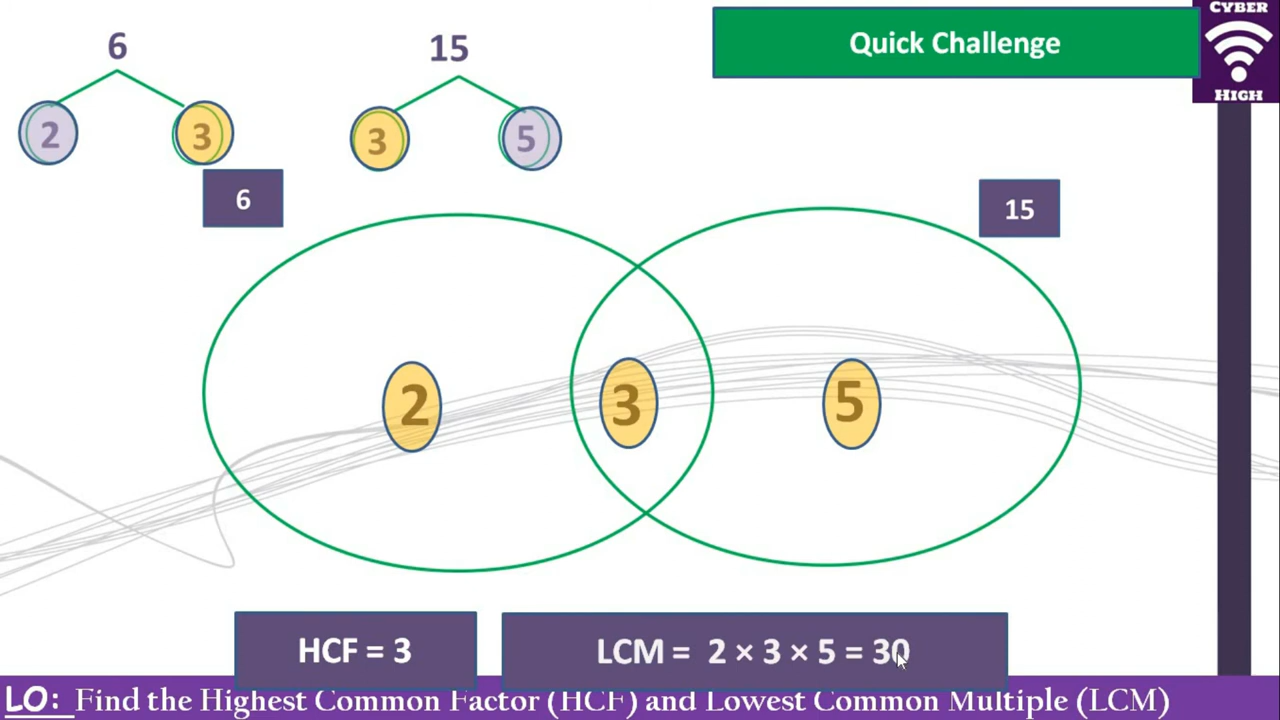 6
15
Quick Challenge
CYBER
HIGH
2
3
3
5
6
15
2
3
5
HCF = 3
LCM = 2 × 3 × 5 = 30
LO: Find the Highest Common Factor (HCF) and Lowest Common Multiple (LCM)